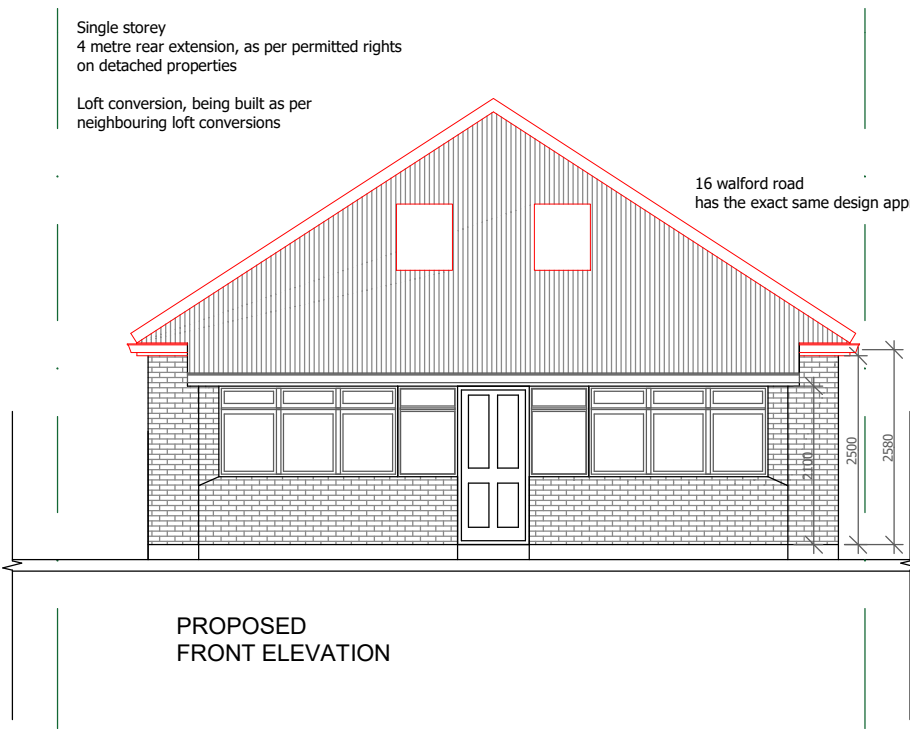 Single storey
4 metre rear extension, as per permitted rights
on detached properties
Loft conversion, being built as per
neighbouring loft conversions
16 walford road
has the exact same design app
2100
2500
2580
PROPOSED
FRONT ELEVATION